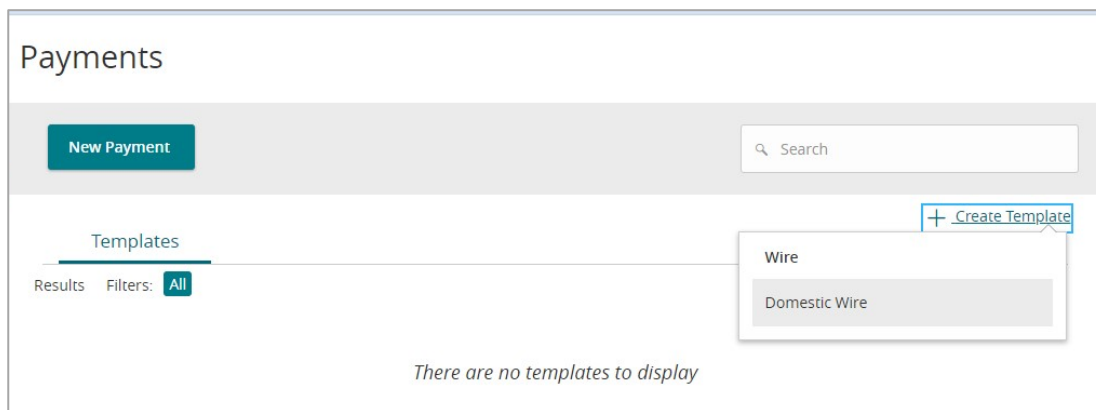 Payments
New Payment
Search
+ Create Template
Templates
Wire
Results Filters: All
Domestic Wire
There are no templates to display